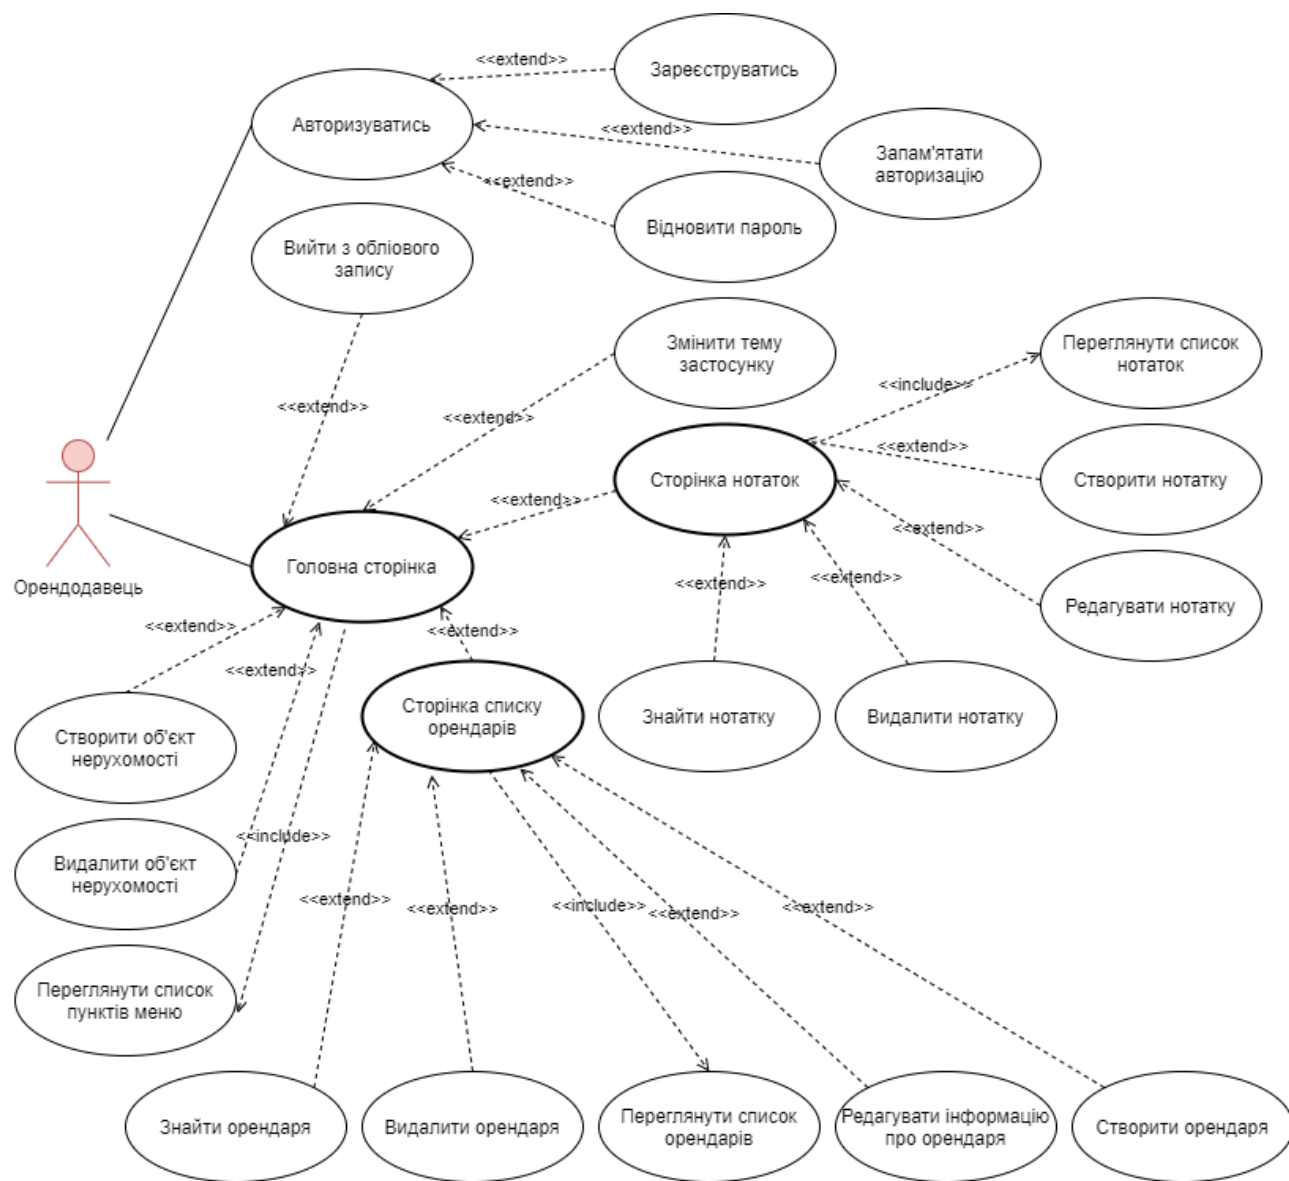 <<extend>>
Зареєструватись
Авторизуватись
<<extend>>
Запам'ятати
авторизацію
<<extend>>
Відновити пароль
Вийти з обліового
запису
Змінити тему
застосунку
Переглянути список
нотаток
<<include>>
<<extend>>
<<extend>>
<<extend>>
Сторінка нотаток
Створити нотатку
<<extend>>
<<extend>>
Головна сторінка
<<extend>>
<<extend>>
Орендодавець
Редагувати нотатку
<<extend>>
<<extend>>
<<extend>>
Сторінка списку
орендарів
Знайти нотатку
Видалити нотатку
Створити об'єкт
нерухомості
<<include>>
Видалити об'єкт
нерухомості
<<extend>>
<<extend>>
<<include>>
<<extend>>
<<extend>>
Переглянути список
пунктів меню
Знайти орендаря
Видалити орендаря
Переглянути список
орендарів
Редагувати інформацію
про орендаря
Створити орендаря